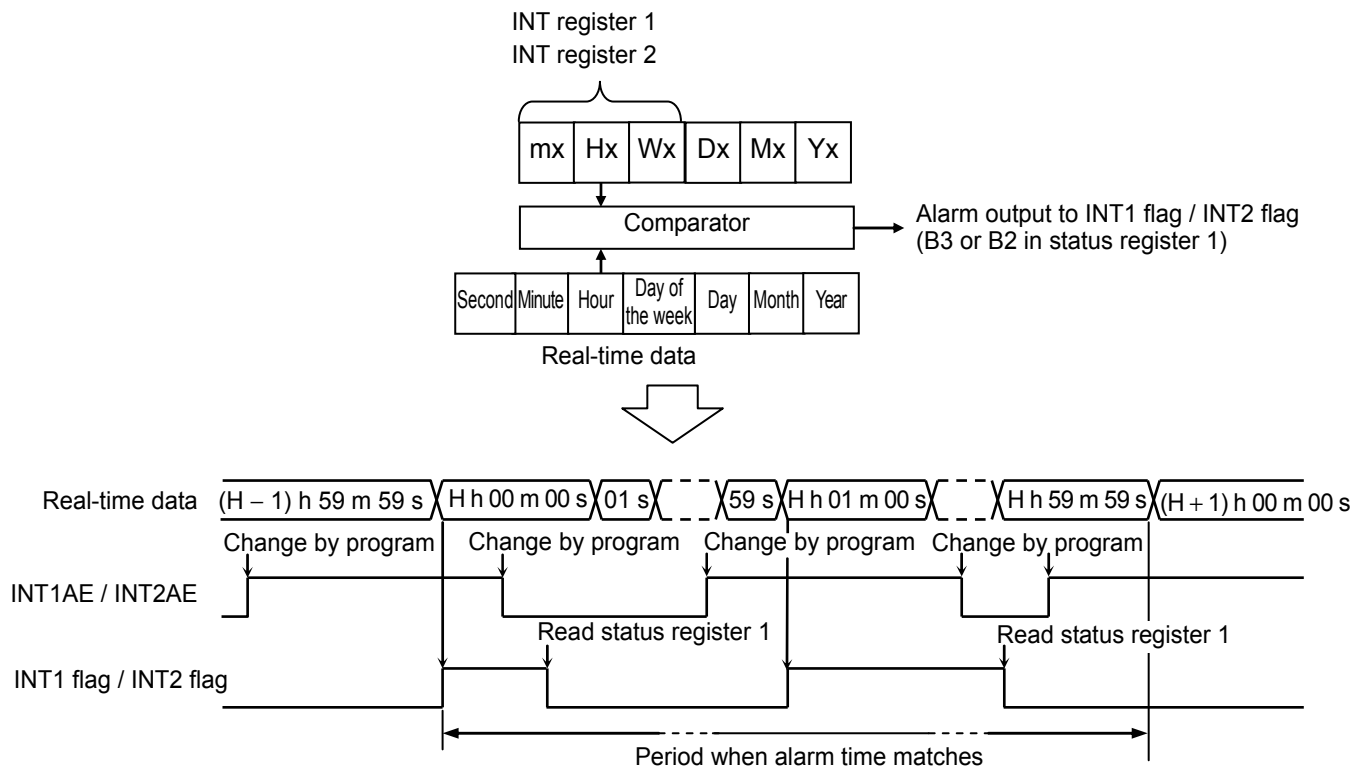 INT register 1
INT register 2
mx Hx Wx Dx Mx Yx
Comparator
Alarm output to INT1 flag / INT2 flag
(B3 or B2 in status register 1)
Second Minute Hour Day of the week Day Month Year
Real-time data
Real-time data (H − 1) h 59 m 59 s H h 00 m 00 s 01 s 59 s H h 01 m 00 s H h 59 m 59 s (H + 1) h 00 m 00 s
Change by program Change by program Change by program Change by program
INT1AE / INT2AE
Read status register 1 Read status register 1
INT1 flag / INT2 flag
Period when alarm time matches